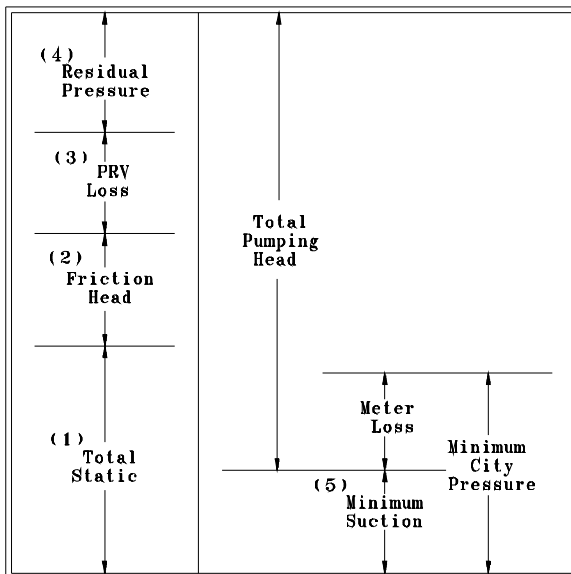 (4)
Residual
Pressure
(3)
PRV
Loss
(2)
Friction
Head
(1)
Total
Static
Total
Pumping
Head
Meter
Loss
(5)
Minimum
Suction
Minimum
City
Pressure